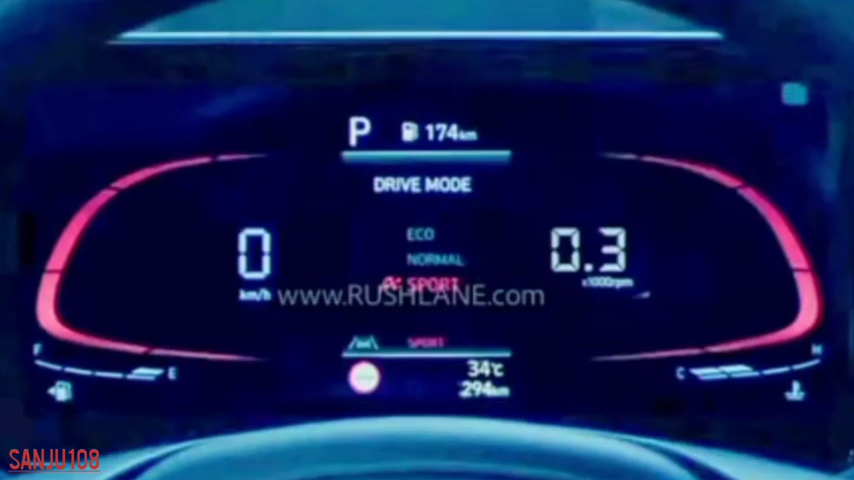 P 174km
DRIVE MODE
ECO
NORMAL
SPORT
0
km/h
0.3
x1000rpm
www.RUSHLANE.com
SPORT
34°C
294km
F E
C H
SANJU108